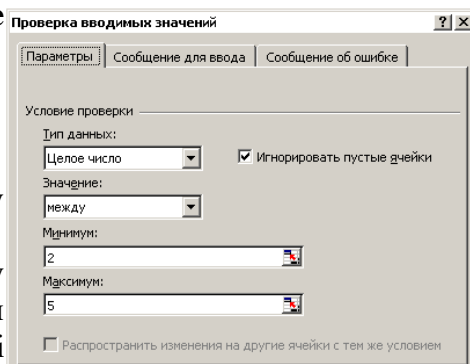 Проверка вводимых значений
Параметры Сообщение для ввода Сообщение об ошибке
Условие проверки
Тип данных:
Целое число
Игнорировать пустые ячейки
Значение:
между
Минимум:
2
Максимум:
5
Распространить изменения на другие ячейки с тем же условием